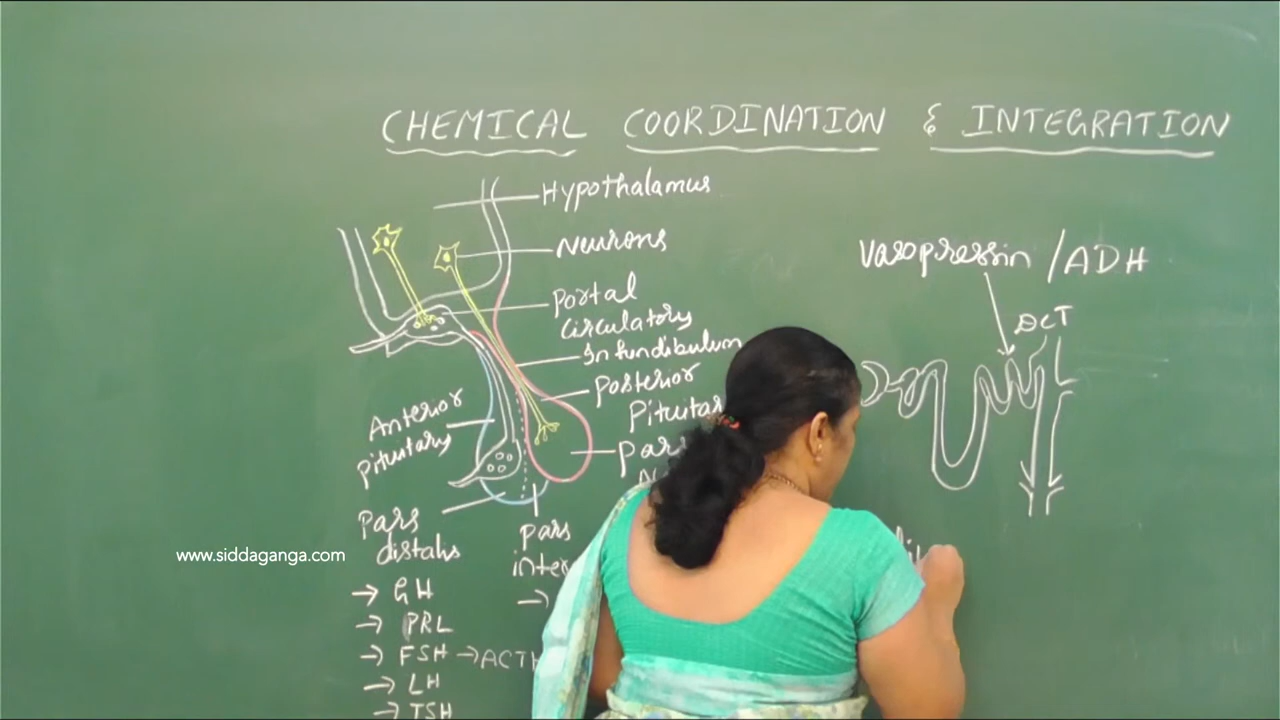 CHEMICAL COORDINATION & INTEGRATION
Hypothalamus
Neurons
Portal
Circulatory
Infundibulum
Posterior
Anterior
Pituitary
Vasopressin / ADH
DCT
Pars
distalis
pars
www.siddaganga.com
→ GH
→ PRL
→ FSH → ACTH
→ LH
→ TSH